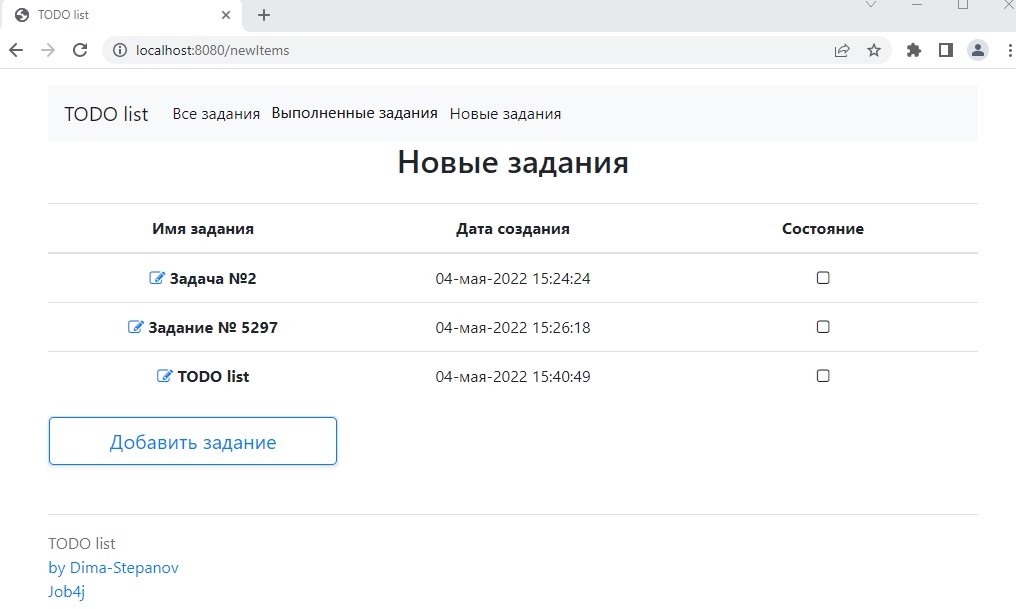 TODO list
localhost:8080/newItems
TODO list Все задания Выполненные задания Новые задания
Новые задания
Имя задания Дата создания Состояние
Задача №2 04-мая-2022 15:24:24
Задание № 5297 04-мая-2022 15:26:18
TODO list 04-мая-2022 15:40:49
Добавить задание
TODO list
by Dima-Stepanov
Job4j